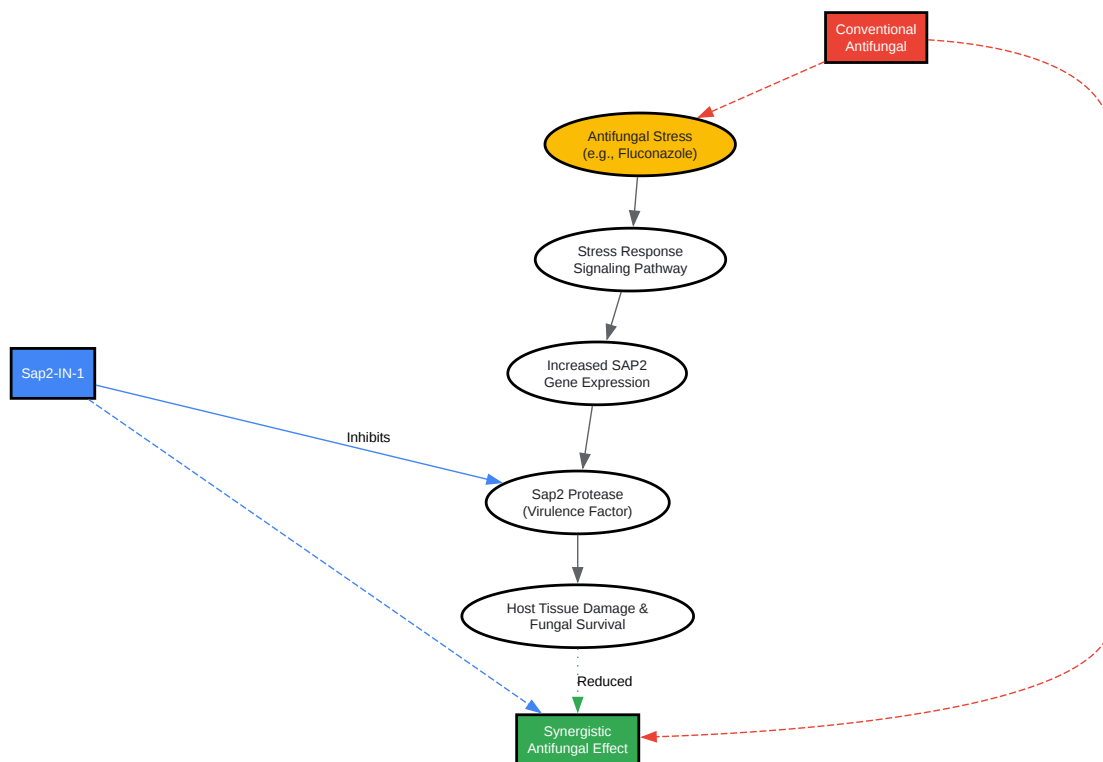 Conventional
Antifungal
Antifungal Stress
(e.g., Fluconazole)
Stress Response
Signaling Pathway
Increased SAP2
Gene Expression
Sap2-IN-1
Inhibits
Sap2 Protease
(Virulence Factor)
Host Tissue Damage &
Fungal Survival
Reduced
Synergistic
Antifungal Effect